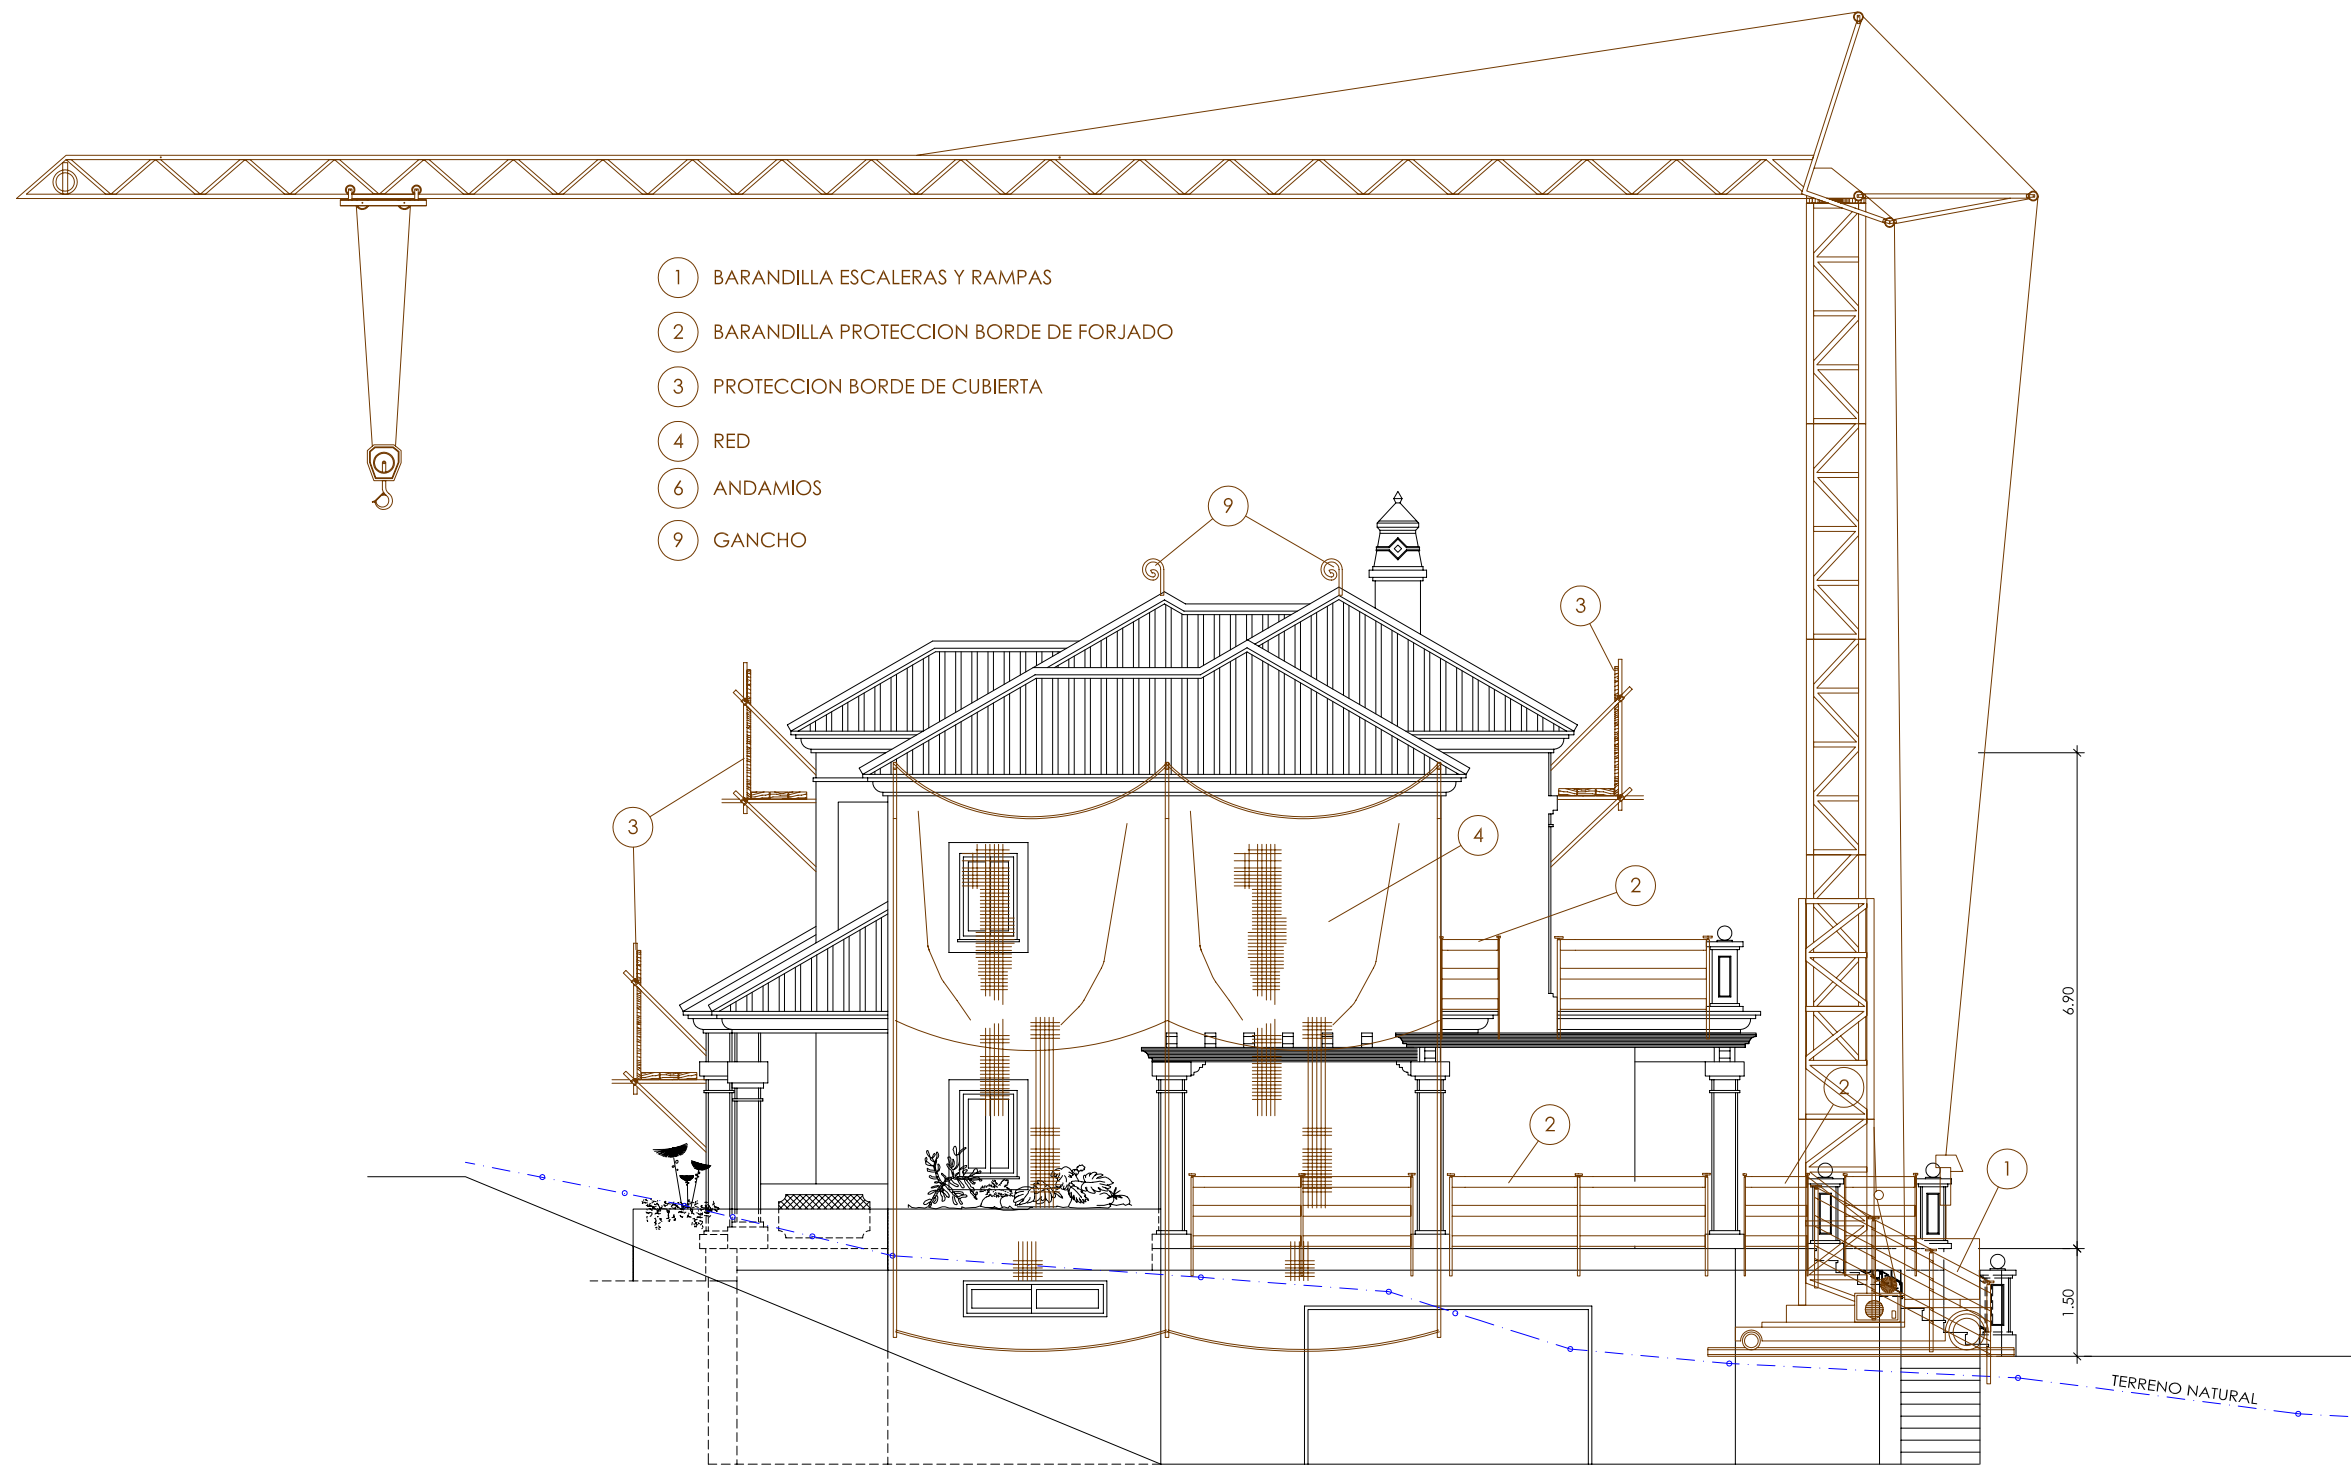 1 BARANDILLA ESCALERAS Y RAMPAS
2 BARANDILLA PROTECCION BORDE DE FORJADO
3 PROTECCION BORDE DE CUBIERTA
4 RED
6 ANDAMIOS
9 GANCHO
9
3
3
4
2
6.90
2
2
1
1.50
TERRENO NATURAL